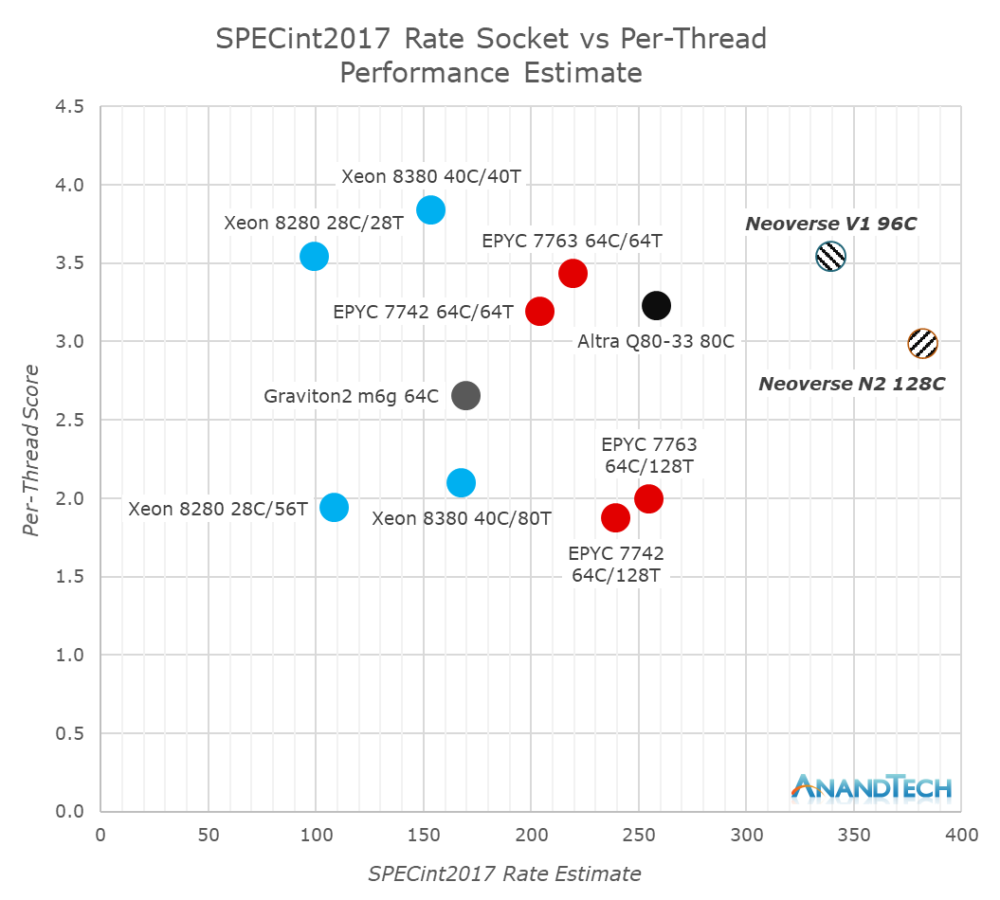 SPECint2017 Rate Socket vs Per-Thread
Performance Estimate
4.5
4.0
3.5
3.0
2.5
2.0
1.5
1.0
0.5
0.0
Per-Thread Score
Xeon 8380 40C/40T
Xeon 8280 28C/28T
Neoverse V1 96C
EPYC 7763 64C/64T
EPYC 7742 64C/64T
Altra Q80-33 80C
Neoverse N2 128C
Graviton2 m6g 64C
EPYC 7763
64C/128T
Xeon 8280 28C/56T
Xeon 8380 40C/80T
EPYC 7742
64C/128T
ANANDTECH
0
50
100
150
200
250
300
350
400
SPECint2017 Rate Estimate